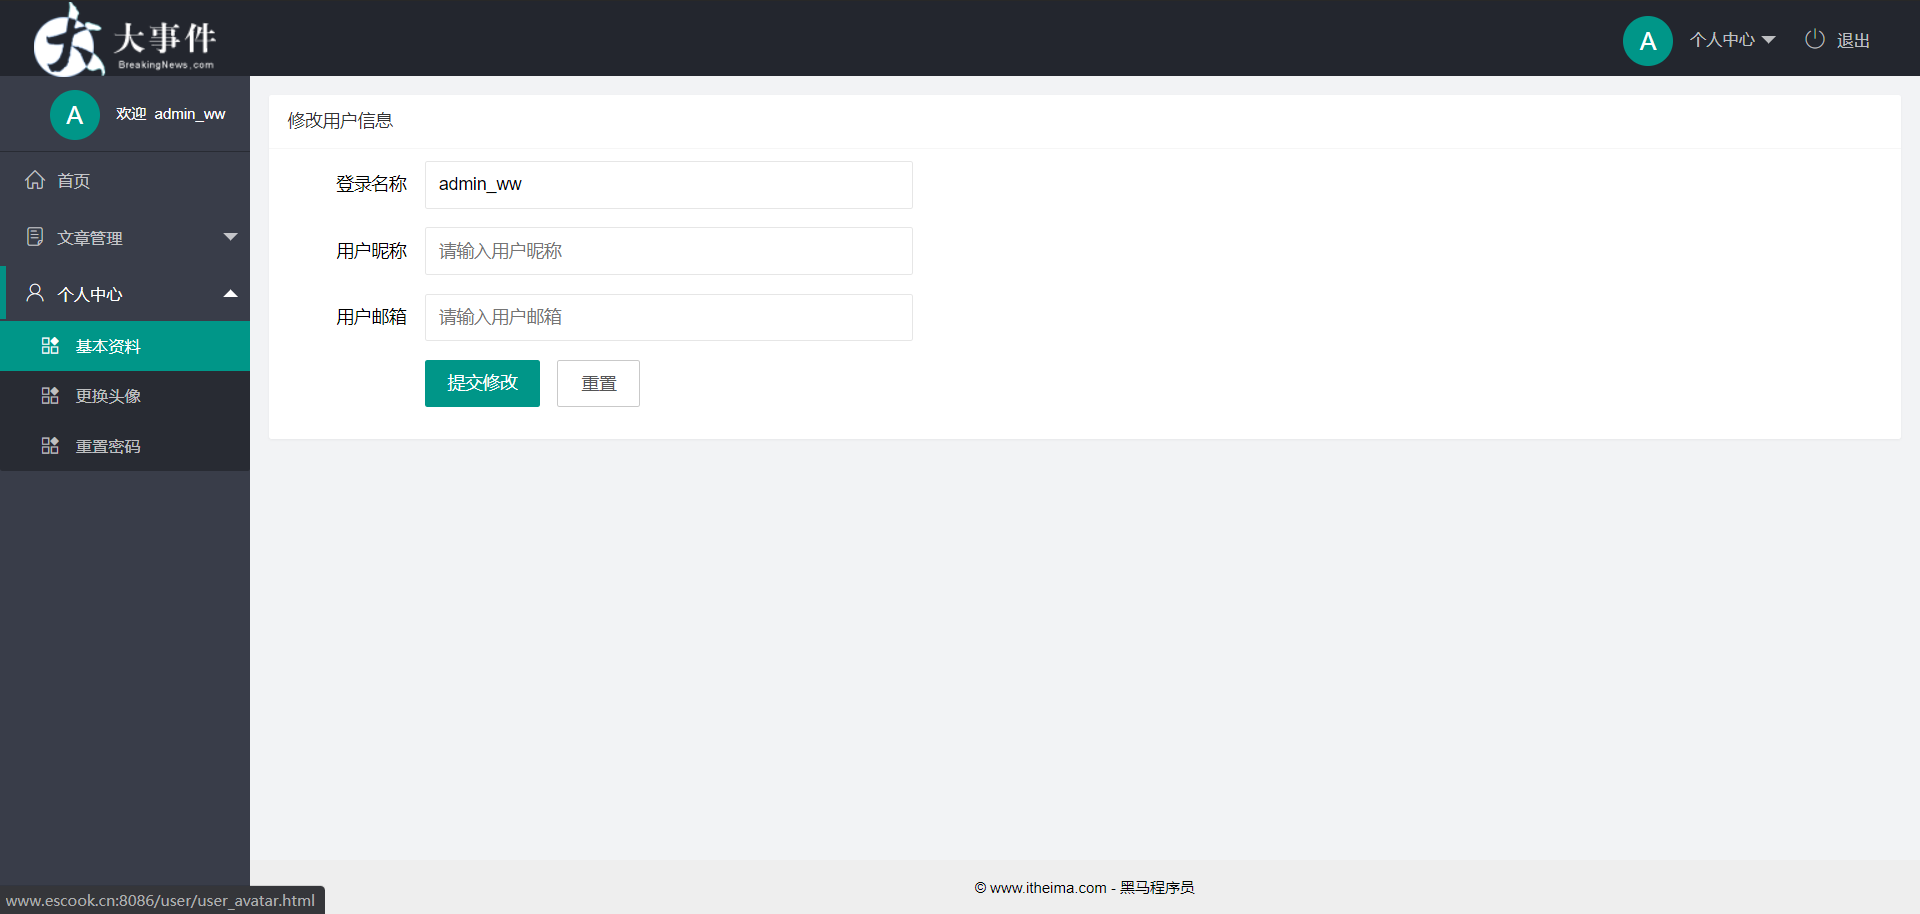 大事件
BreakingNews.com
A 个人中心 退出
A 欢迎 admin_ww
首页
文章管理
个人中心
基本资料
更换头像
重置密码
修改用户信息
登录名称 admin_ww
用户昵称 请输入用户昵称
用户邮箱 请输入用户邮箱
提交修改 重置
© www.itheima.com - 黑马程序员
www.escook.cn:8086/user/user_avatar.html